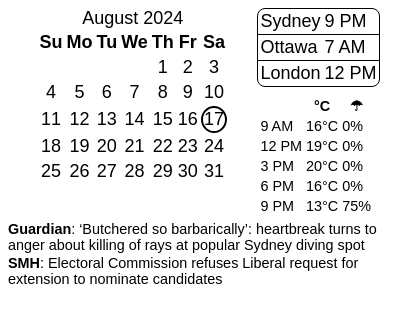 August 2024
Su Mo Tu We Th Fr Sa
1 2 3
4 5 6 7 8 9 10
11 12 13 14 15 16 17
18 19 20 21 22 23 24
25 26 27 28 29 30 31
Sydney 9 PM
Ottawa 7 AM
London 12 PM
°C ☂
9 AM 16°C 0%
12 PM 19°C 0%
3 PM 20°C 0%
6 PM 16°C 0%
9 PM 13°C 75%
Guardian: ‘Butchered so barbarically’: heartbreak turns to
anger about killing of rays at popular Sydney diving spot
SMH: Electoral Commission refuses Liberal request for
extension to nominate candidates